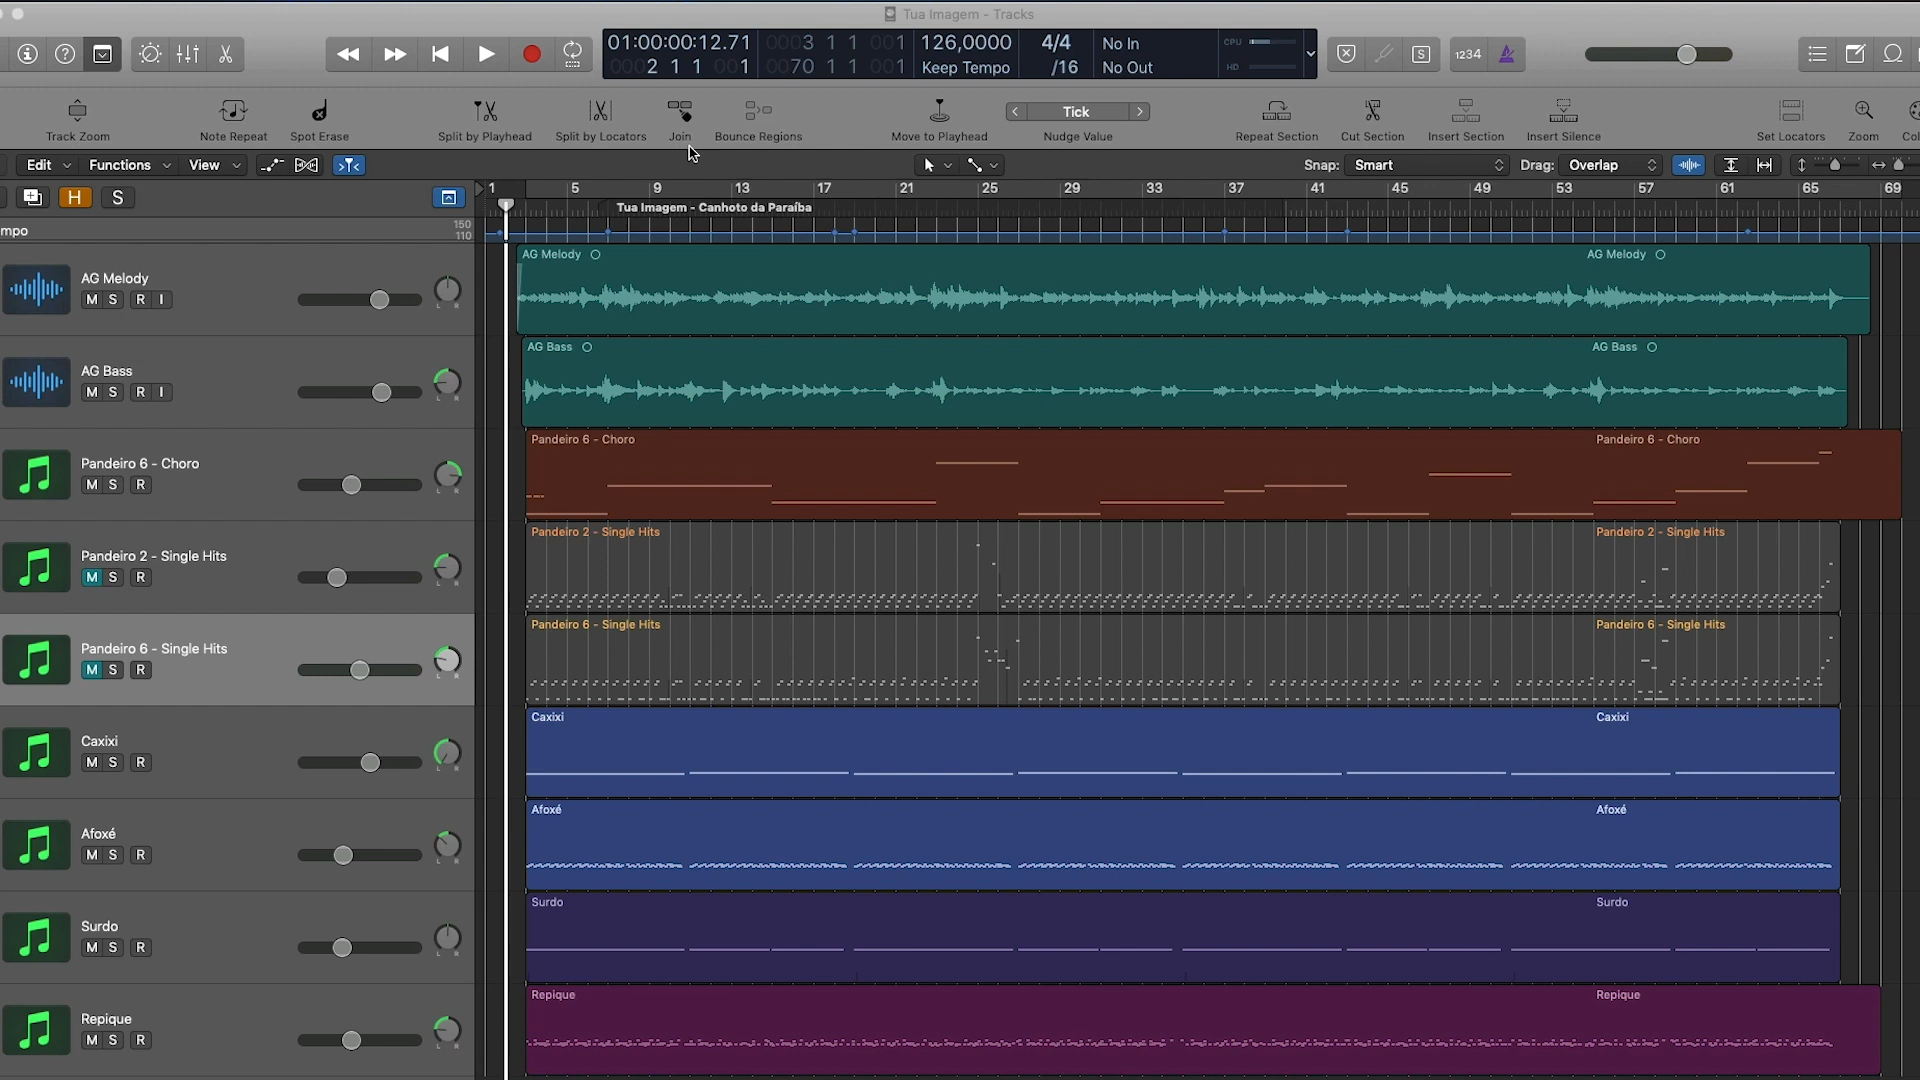 Tua Imagem - Tracks
01:00:00:12.71
0002 1 1 001
0003 1 1 001
0070 1 1 001
126,0000
Keep Tempo
4/4
/16
No In
No Out
CPU
HD
S
1234
Track Zoom
Note Repeat
Spot Erase
Split by Playhead
Split by Locators
Join
Bounce Regions
Move to Playhead
Tick
Nudge Value
Repeat Section
Cut Section
Insert Section
Insert Silence
Set Locators
Zoom
Edit
Functions
View
Snap: Smart
Drag: Overlap
H
S
1 5 9 13 17 21 25 29 33 37 41 45 49 53 57 61 65 69
Tua Imagem - Canhoto da Paraíba
mpo
150
110
AG Melody
M S R I
L R
AG Melody
AG Melody
AG Bass
M S R I
L R
AG Bass
AG Bass
Pandeiro 6 - Choro
M S R
L R
Pandeiro 6 - Choro
Pandeiro 6 - Choro
Pandeiro 2 - Single Hits
M S R
L R
Pandeiro 2 - Single Hits
Pandeiro 2 - Single Hits
Pandeiro 6 - Single Hits
M S R
L R
Pandeiro 6 - Single Hits
Pandeiro 6 - Single Hits
Caxixi
M S R
L R
Caxixi
Caxixi
Afoxé
M S R
L R
Afoxé
Afoxé
Surdo
M S R
L R
Surdo
Surdo
Repique
M S R
L R
Repique
Repique